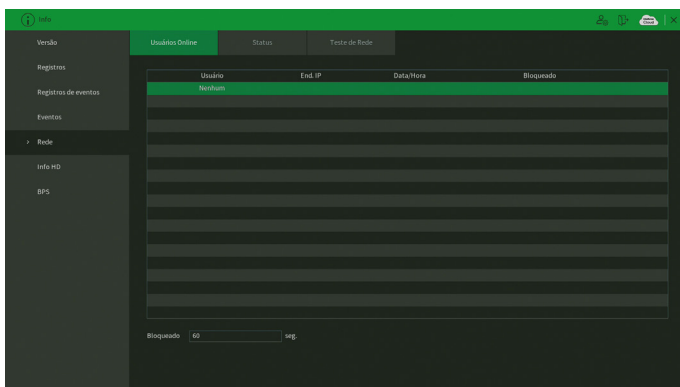 Info
Versão
Registros
Registros de eventos
Eventos
> Rede
Info HD
BPS
Usuários Online Status Teste de Rede
Usuário End. IP Data/Hora Bloqueado
Nenhum
Bloqueado 60 seg.